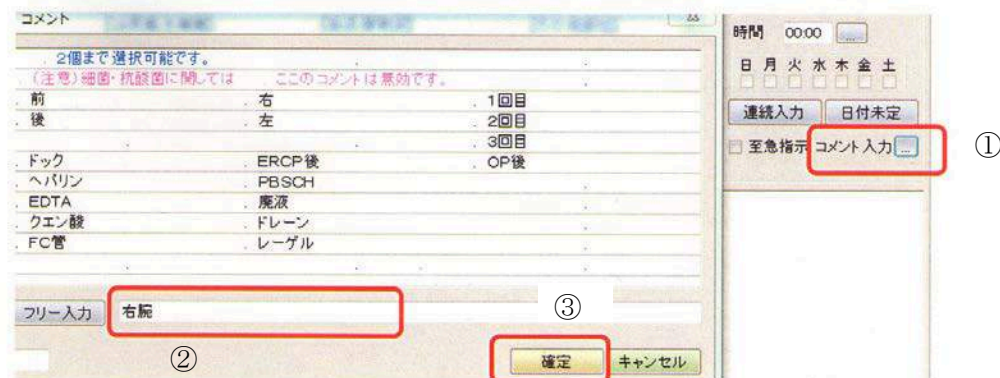 コメント
2個まで選択可能です。
(注意)細菌・抗酸菌に関しては ここのコメントは無効です。
前 右 1回目
後 左 2回目
3回目
ドック ERCP後 OP後
ヘパリン PBSCH
EDTA 廃液
クエン酸 ドレーン
FC管 レーゲル
フリー入力 右腕
②
③
確定 キャンセル
時間 00:00 ...
日 月 火 水 木 金 土
連続入力 日付未定
至急指示 コメント入力 ...
①